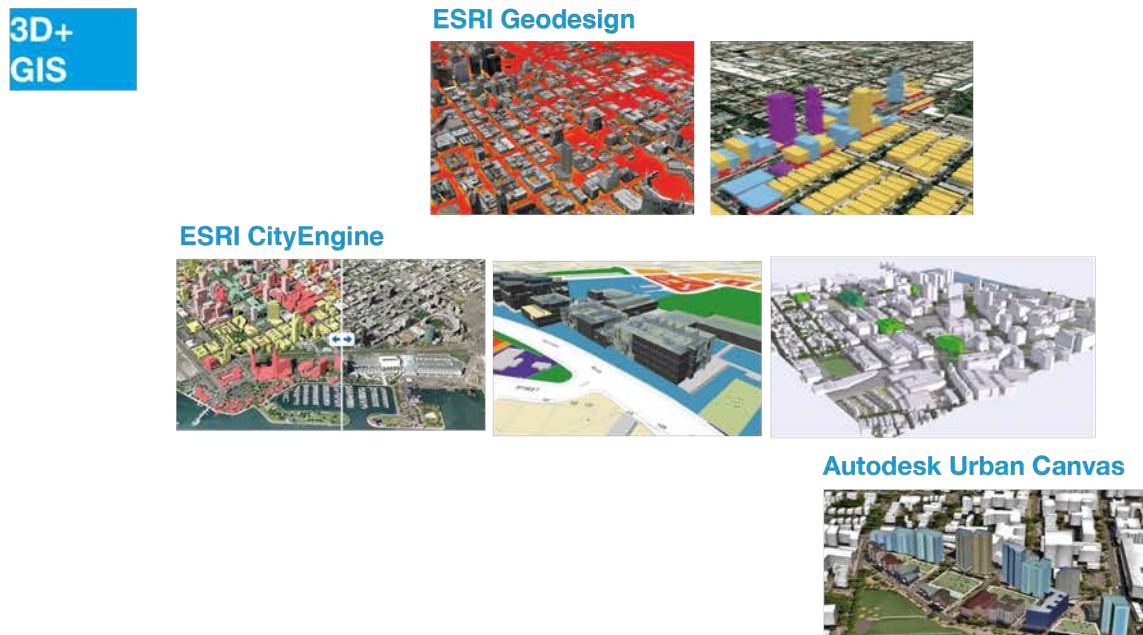 3D+
GIS
ESRI Geodesign
ESRI CityEngine
Autodesk Urban Canvas